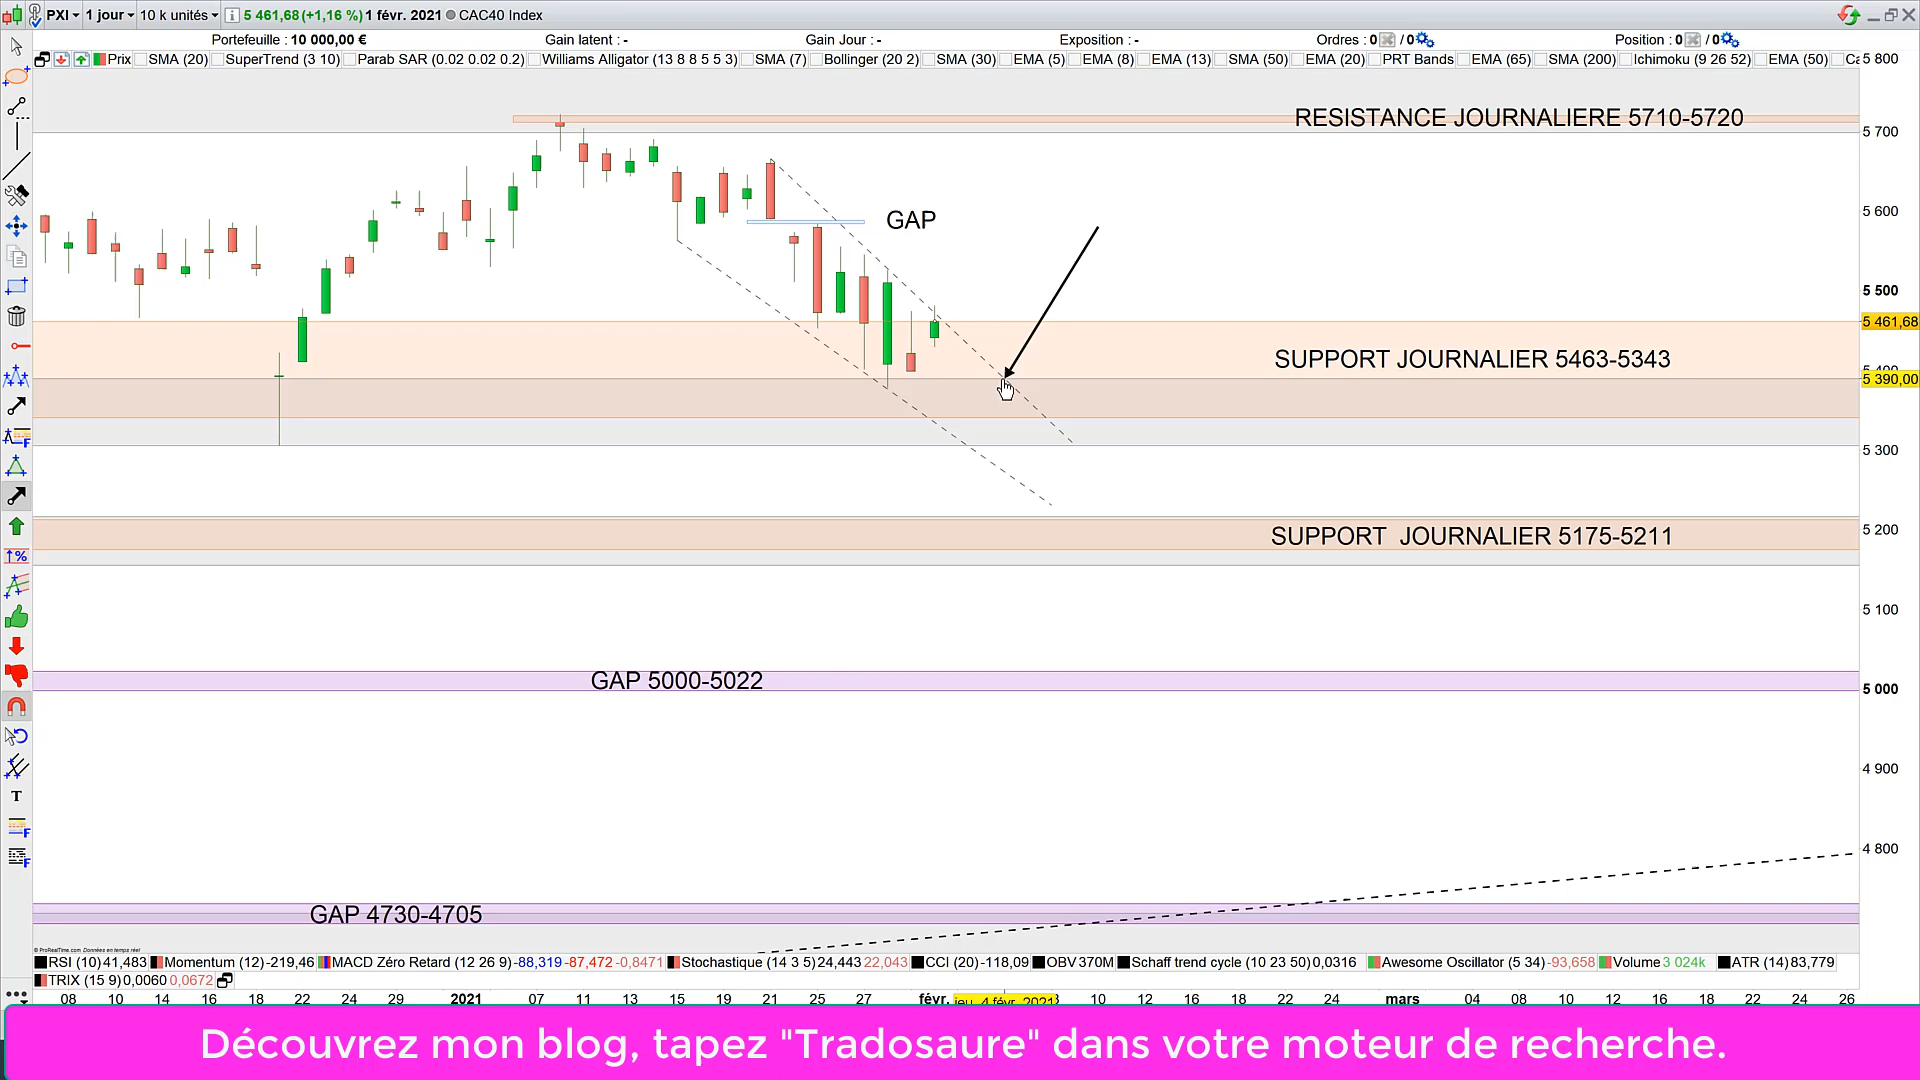 PXI 1 jour 10 k unités 5 461,68 (+1,16 %) 1 févr. 2021 CAC40 Index
Portefeuille : 10 000,00 € Gain latent : - Gain Jour : - Exposition : - Ordres : 0 / 0 Position : 0 / 0
Prix SMA (20) SuperTrend (3 10) Parab SAR (0.02 0.02 0.2) Williams Alligator (13 8 8 5 5 3) SMA (7) Bollinger (20 2) SMA (30) EMA (5) EMA (8) EMA (13) SMA (50) EMA (20) PRT Bands EMA (65) SMA (200) Ichimoku (9 26 52) EMA (50) 5 800
RESISTANCE JOURNALIERE 5710-5720
5 700
5 600
GAP
5 500
5 461,68
SUPPORT JOURNALIER 5463-5343
5 390,00
5 300
5 200
SUPPORT JOURNALIER 5175-5211
5 100
GAP 5000-5022
5 000
4 900
4 800
GAP 4730-4705
© ProRealTime.com Données en temps réel
RSI (10) 41,483 Momentum (12) -219,46 MACD Zéro Retard (12 26 9) -88,319 -87,472 -0,8471 Stochastique (14 3 5) 24,443 22,043 CCI (20) -118,09 OBV 370M Schaff trend cycle (10 23 50) 0,0316 Awesome Oscillator (5 34) -93,658 Volume 3 024k ATR (14) 83,779
TRIX (15 9) 0,0060 0,0672
08 10 14 16 18 22 24 29 2021 07 11 13 15 19 21 25 27 févr. jeu. 4 févr. 2021 10 12 16 18 22 24 mars 04 08 10 12 16 18 22 24 26
Découvrez mon blog, tapez "Tradosaure" dans votre moteur de recherche.